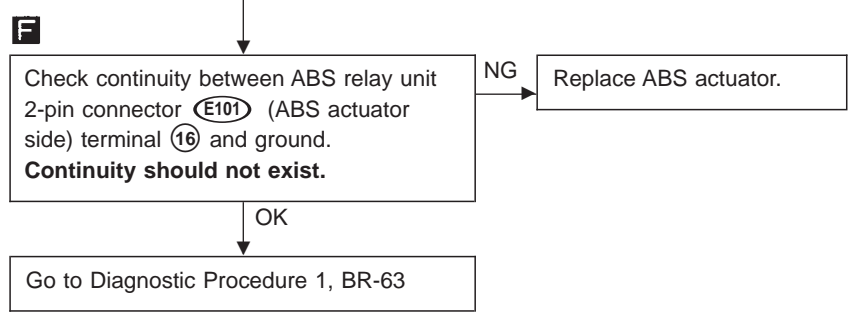 F
Check continuity between ABS relay unit
2-pin connector E101 (ABS actuator
side) terminal 16 and ground.
Continuity should not exist.
NG
Replace ABS actuator.
OK
Go to Diagnostic Procedure 1, BR-63